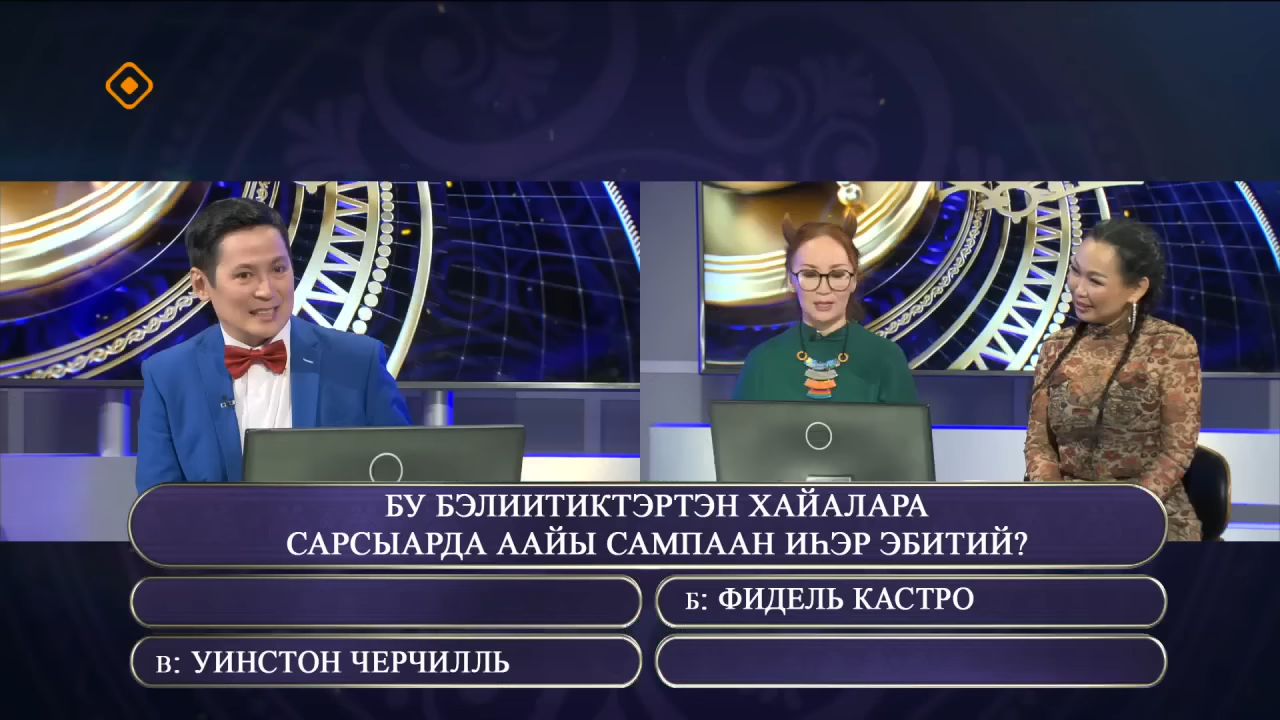 БУ БЭЛИИТИКТЭРТЭН ХАЙАЛАРА
САРСЫАРДА ААЙЫ САМПААН ИҺЭР ЭБИТИЙ?
Б: ФИДЕЛЬ КАСТРО
В: УИНСТОН ЧЕРЧИЛЛЬ